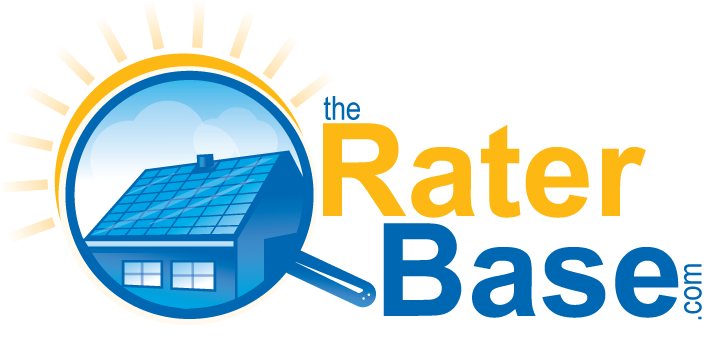 the
Rater
Base
.com